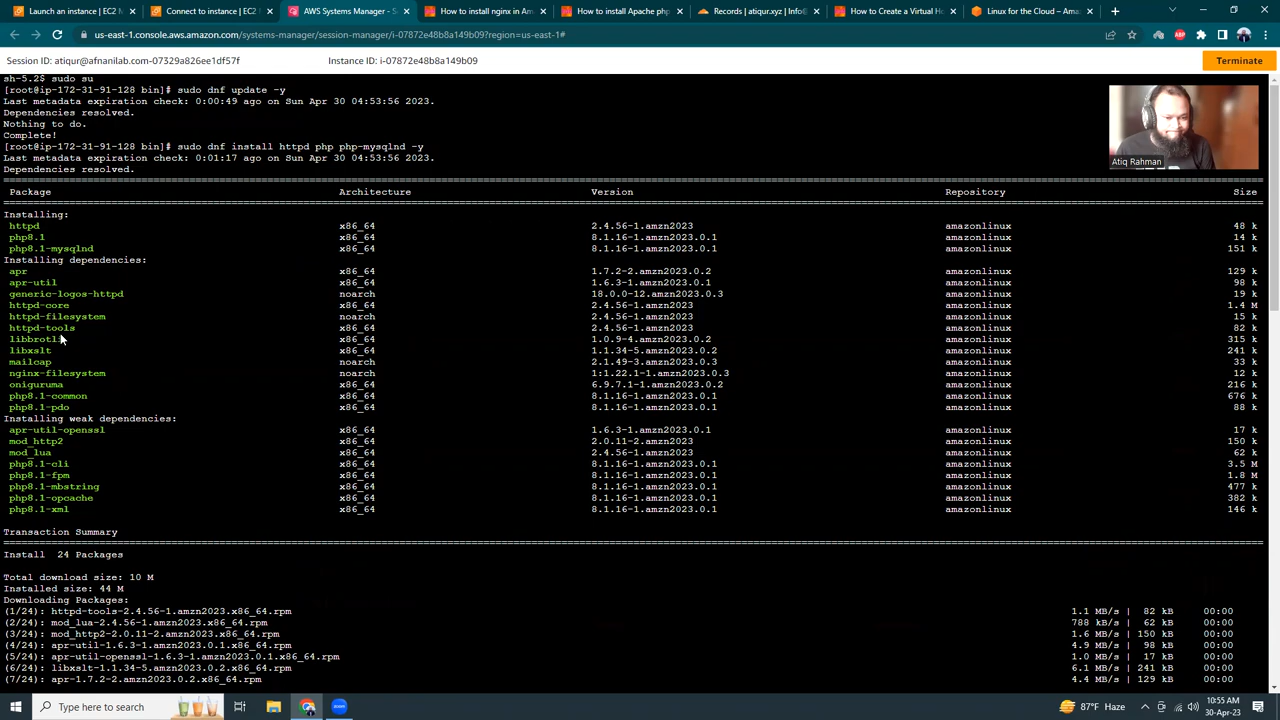 Launch an instance | EC2 M
Connect to instance | EC2
AWS Systems Manager - S
How to install nginx in Am
How to install Apache php
Records | atiqur.xyz | Info@
How to Create a Virtual Ho
Linux for the Cloud – Ama
us-east-1.console.aws.amazon.com/systems-manager/session-manager/i-07872e48b8a149b09?region=us-east-1#
Session ID: atiqur@afnanilab.com-07329a826ee1df57f Instance ID: i-07872e48b8a149b09 Terminate
sh-5.2$ sudo su
[root@ip-172-31-91-128 bin]# sudo dnf update -y
Last metadata expiration check: 0:00:49 ago on Sun Apr 30 04:53:56 2023.
Dependencies resolved.
Nothing to do.
Complete!
[root@ip-172-31-91-128 bin]# sudo dnf install httpd php php-mysqlnd -y
Last metadata expiration check: 0:01:17 ago on Sun Apr 30 04:53:56 2023.
Dependencies resolved.
Atiq Rahman
Package Architecture Version Repository Size
Installing:
httpd x86_64 2.4.56-1.amzn2023 amazonlinux 48 k
php8.1 x86_64 8.1.16-1.amzn2023.0.1 amazonlinux 14 k
php8.1-mysqlnd x86_64 8.1.16-1.amzn2023.0.1 amazonlinux 151 k
Installing dependencies:
apr x86_64 1.7.2-2.amzn2023.0.2 amazonlinux 129 k
apr-util x86_64 1.6.3-1.amzn2023.0.1 amazonlinux 98 k
generic-logos-httpd noarch 18.0.0-12.amzn2023.0.3 amazonlinux 19 k
httpd-core x86_64 2.4.56-1.amzn2023 amazonlinux 1.4 M
httpd-filesystem noarch 2.4.56-1.amzn2023 amazonlinux 15 k
httpd-tools x86_64 2.4.56-1.amzn2023 amazonlinux 82 k
libbrotli x86_64 1.0.9-4.amzn2023.0.2 amazonlinux 315 k
libxslt x86_64 1.1.34-5.amzn2023.0.2 amazonlinux 241 k
mailcap noarch 2.1.49-3.amzn2023.0.3 amazonlinux 33 k
nginx-filesystem noarch 1:1.22.1-1.amzn2023.0.3 amazonlinux 12 k
oniguruma x86_64 6.9.7.1-1.amzn2023.0.2 amazonlinux 216 k
php8.1-common x86_64 8.1.16-1.amzn2023.0.1 amazonlinux 676 k
php8.1-pdo x86_64 8.1.16-1.amzn2023.0.1 amazonlinux 88 k
Installing weak dependencies:
apr-util-openssl x86_64 1.6.3-1.amzn2023.0.1 amazonlinux 17 k
mod_http2 x86_64 2.0.11-2.amzn2023 amazonlinux 150 k
mod_lua x86_64 2.4.56-1.amzn2023 amazonlinux 62 k
php8.1-cli x86_64 8.1.16-1.amzn2023.0.1 amazonlinux 3.5 M
php8.1-fpm x86_64 8.1.16-1.amzn2023.0.1 amazonlinux 1.8 M
php8.1-mbstring x86_64 8.1.16-1.amzn2023.0.1 amazonlinux 477 k
php8.1-opcache x86_64 8.1.16-1.amzn2023.0.1 amazonlinux 382 k
php8.1-xml x86_64 8.1.16-1.amzn2023.0.1 amazonlinux 146 k
Transaction Summary
Install 24 Packages
Total download size: 10 M
Installed size: 44 M
Downloading Packages:
(1/24): httpd-tools-2.4.56-1.amzn2023.x86_64.rpm 1.1 MB/s | 82 kB 00:00
(2/24): mod_lua-2.4.56-1.amzn2023.x86_64.rpm 788 kB/s | 62 kB 00:00
(3/24): mod_http2-2.0.11-2.amzn2023.x86_64.rpm 1.6 MB/s | 150 kB 00:00
(4/24): apr-util-1.6.3-1.amzn2023.0.1.x86_64.rpm 4.9 MB/s | 98 kB 00:00
(5/24): apr-util-openssl-1.6.3-1.amzn2023.0.1.x86_64.rpm 1.0 MB/s | 17 kB 00:00
(6/24): libxslt-1.1.34-5.amzn2023.0.2.x86_64.rpm 6.1 MB/s | 241 kB 00:00
(7/24): apr-1.7.2-2.amzn2023.0.2.x86_64.rpm 4.4 MB/s | 129 kB 00:00
Type here to search
87°F Haze
10:55 AM
30-Apr-23